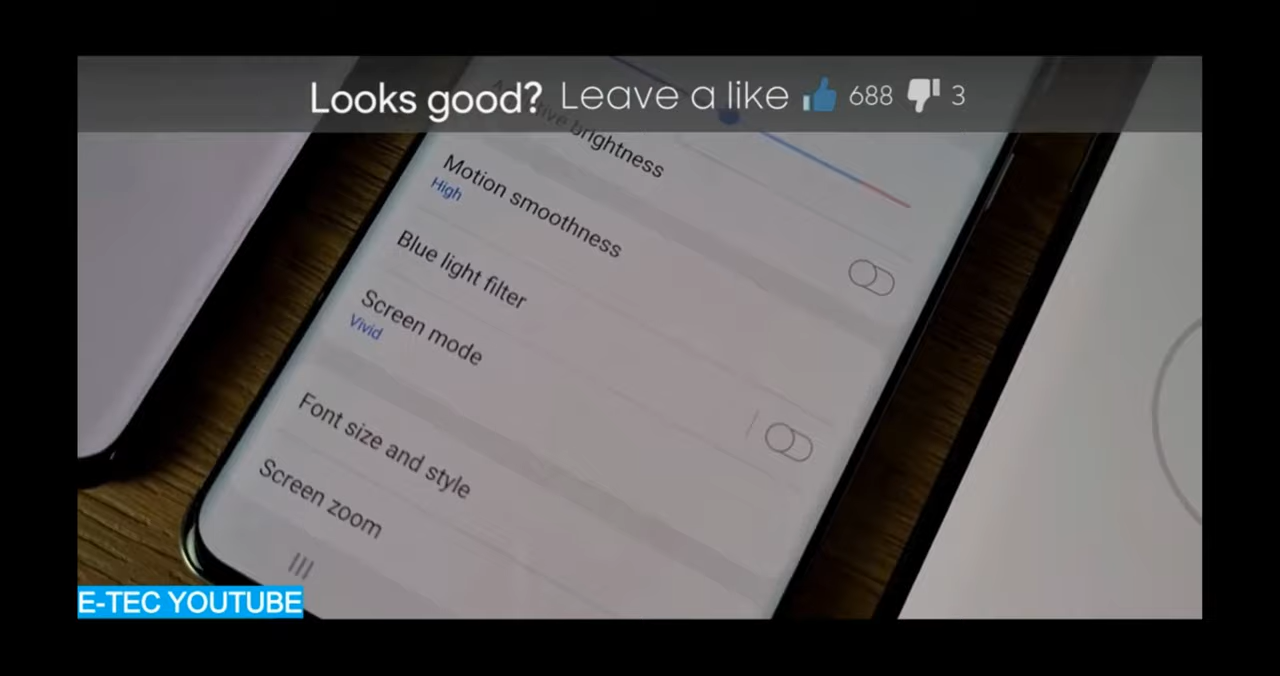 Looks good? Leave a like 688 3
Adaptive brightness
Motion smoothness
High
Blue light filter
Screen mode
Vivid
Font size and style
Screen zoom
E-TEC YOUTUBE